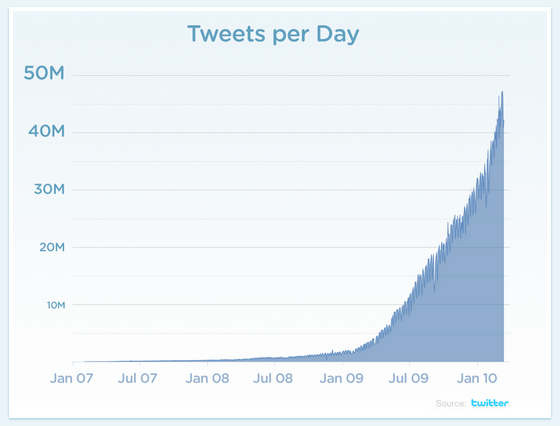 Tweets per Day
50M
40M
30M
20M
10M
Jan 07 Jul 07 Jan 08 Jul 08 Jan 09 Jul 09 Jan 10
Source: twitter